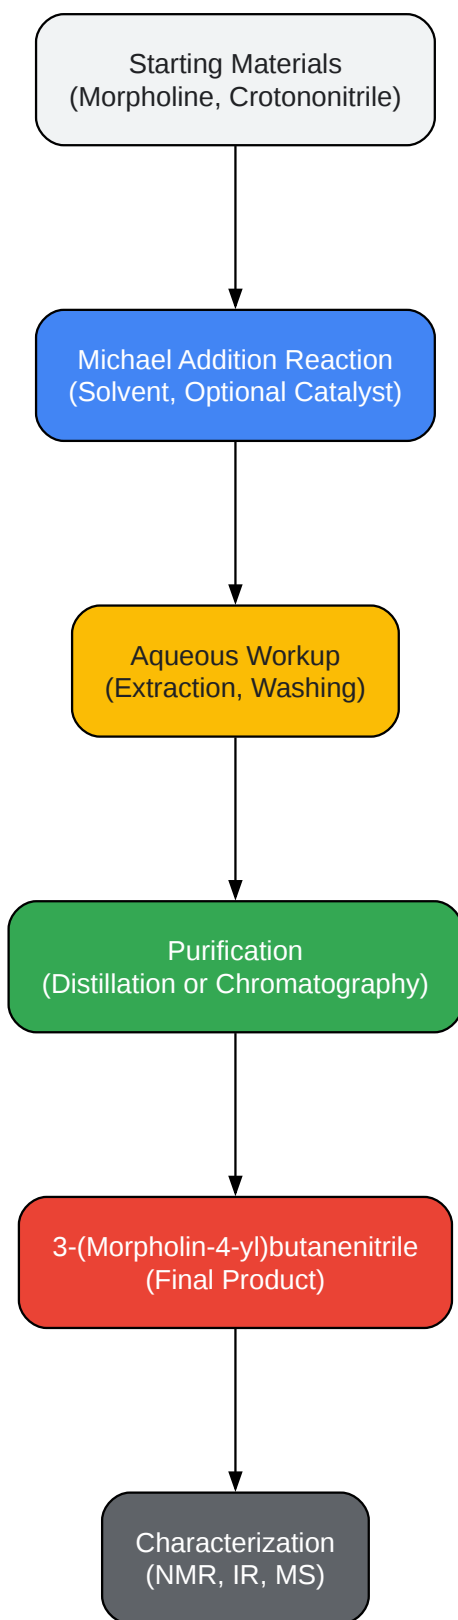 Starting Materials
(Morpholine, Crotononitrile)
Michael Addition Reaction
(Solvent, Optional Catalyst)
Aqueous Workup
(Extraction, Washing)
Purification
(Distillation or Chromatography)
3-(Morpholin-4-yl)butanenitrile
(Final Product)
Characterization
(NMR, IR, MS)